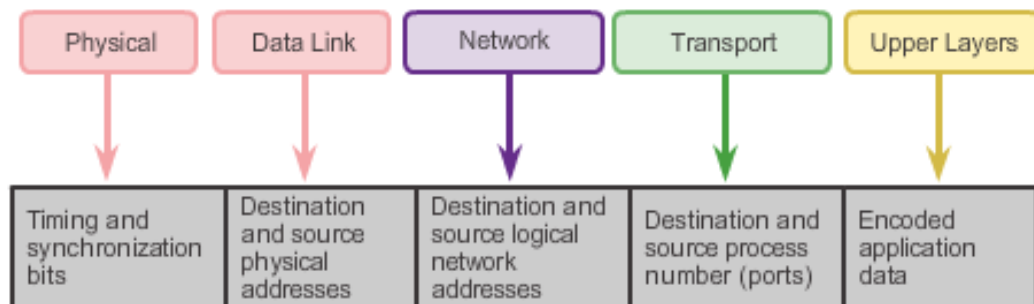 Physical
Data Link
Network
Transport
Upper Layers
Timing and
synchronization
bits
Destination
and source
physical
addresses
Destination and
source logical
network
addresses
Destination and
source process
number (ports)
Encoded
application
data